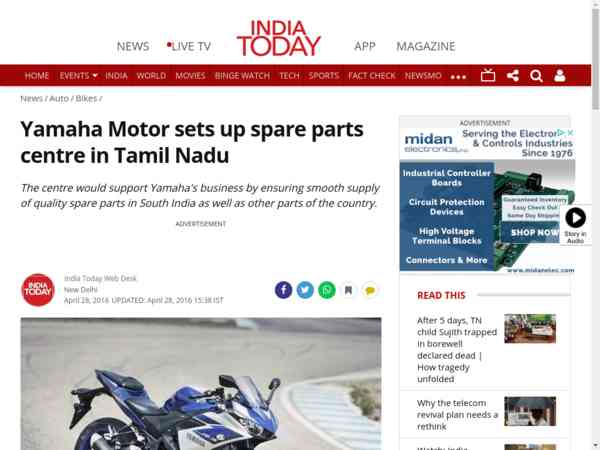 NEWS
LIVE TV
INDIA
TODAY
APP
MAGAZINE
HOME EVENTS INDIA WORLD MOVIES BINGE WATCH TECH SPORTS FACT CHECK NEWSMO
News / Auto / Bikes /
Yamaha Motor sets up spare parts
centre in Tamil Nadu
The centre would support Yamaha's business by ensuring smooth supply
of quality spare parts in South India as well as other parts of the country.
ADVERTISEMENT
INDIA
TODAY
India Today Web Desk
New Delhi
April 28, 2016 UPDATED: April 28, 2016 15:38 IST
YAMAHA
ADVERTISEMENT
midan
electronics, inc
Serving the Electron
& Controls Industries
Since 1976
Industrial Controller
Boards
Circuit Protection
Devices
High Voltage
Terminal Blocks
Connectors & More
Guaranteed Inventory
Easy Check Out
Same Day Shipping
SHOP NOW
www.midanelec.com
Story in
Audio
READ THIS
After 5 days, TN
child Sujith trapped
in borewell
declared dead |
How tragedy
unfolded
Why the telecom
revival plan needs a
rethink
Watch: India